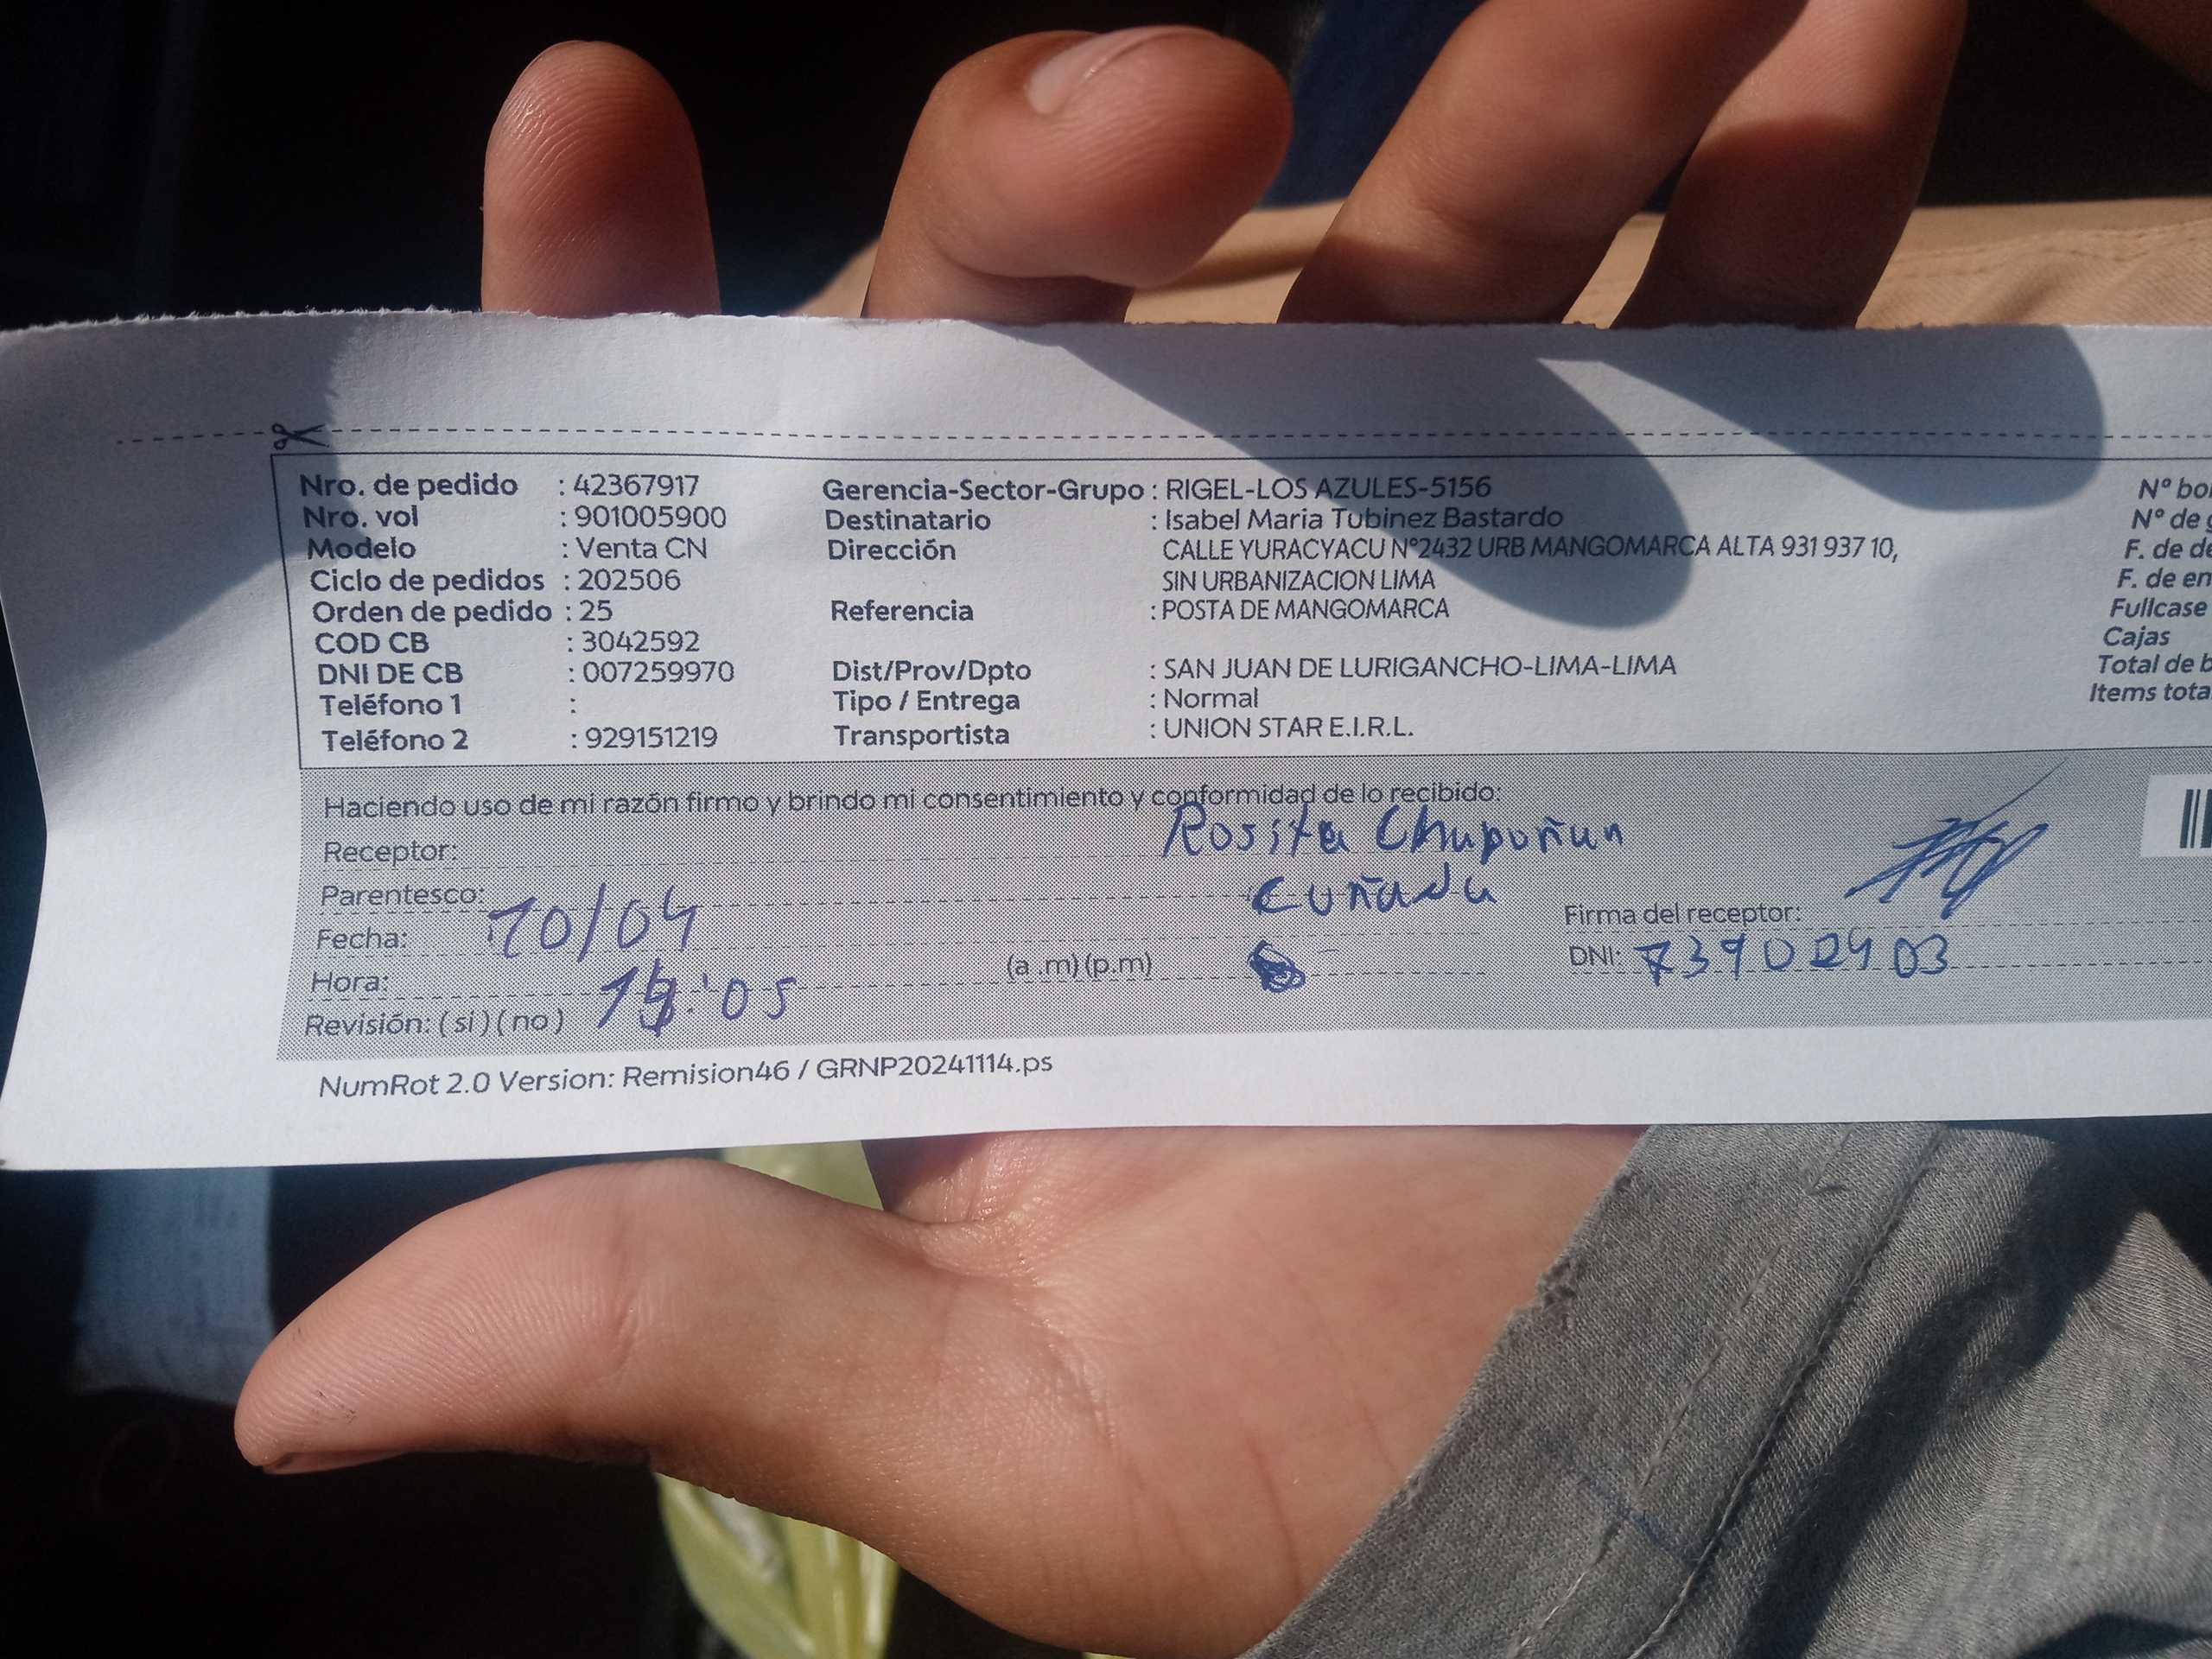 Nro. de pedido : 42367917 Gerencia-Sector-Grupo : RIGEL-LOS AZULES-5156
Nro. vol : 901005900 Destinatario : Isabel Maria Tubinez Bastardo
Modelo : Venta CN Dirección CALLE YURACYACU N°2432 URB MANGOMARCA ALTA 931 937 10,
Ciclo de pedidos : 202506 SIN URBANIZACION LIMA
Orden de pedido : 25 Referencia : POSTA DE MANGOMARCA
COD CB : 3042592
DNI DE CB : 007259970 Dist/Prov/Dpto : SAN JUAN DE LURIGANCHO-LIMA-LIMA
Teléfono 1 : Tipo / Entrega : Normal
Teléfono 2 : 929151219 Transportista : UNION STAR E.I.R.L.
N° bo
N° de
F. de de
F. de en
Fullcase
Cajas
Total de b
Items tota
Haciendo uso de mi razón firmo y brindo mi consentimiento y conformidad de lo recibido:
Receptor: Rosita
Parentesco: Cuñada
Fecha: 10/04 Firma del receptor:
Hora: (a .m) (p.m) DNI: 73902403
Revisión: ( si ) ( no ) :05
NumRot 2.0 Version: Remision46 / GRNP20241114.ps